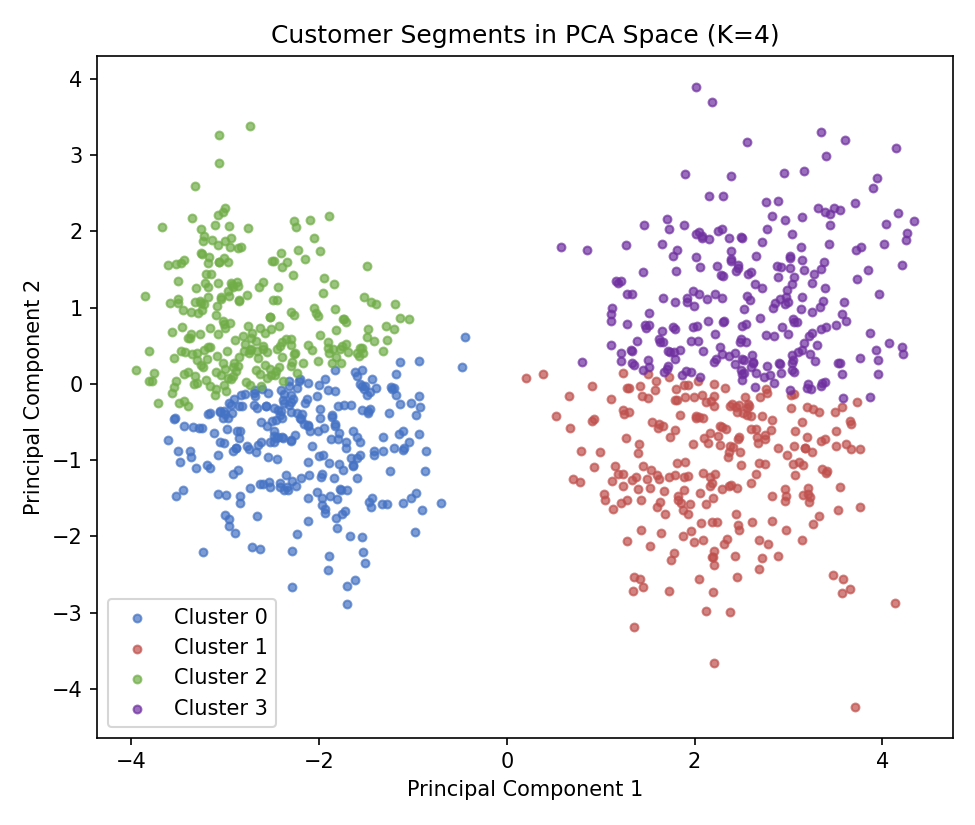 Customer Segments in PCA Space (K=4)
4
3
2
1
0
−1
−2
−3
−4
Principal Component 2
Cluster 0
Cluster 1
Cluster 2
Cluster 3
−4
−2
0
2
4
Principal Component 1